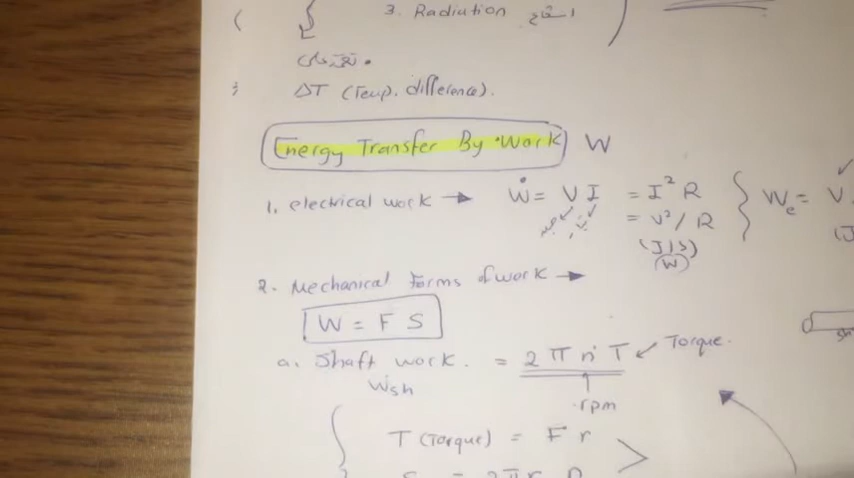 3. Radiation
ΔT (Temp. difference).
Energy Transfer By Work W
1. electrical work → Ẇ = V I = I² R
= V² / R
(J/s)
(W)
We = V
2. Mechanical Forms of work →
W = F S
a. Shaft work. = 2 π ṅ T ↙ Torque.
Ẇsh
rpm
T (Torque) = F r